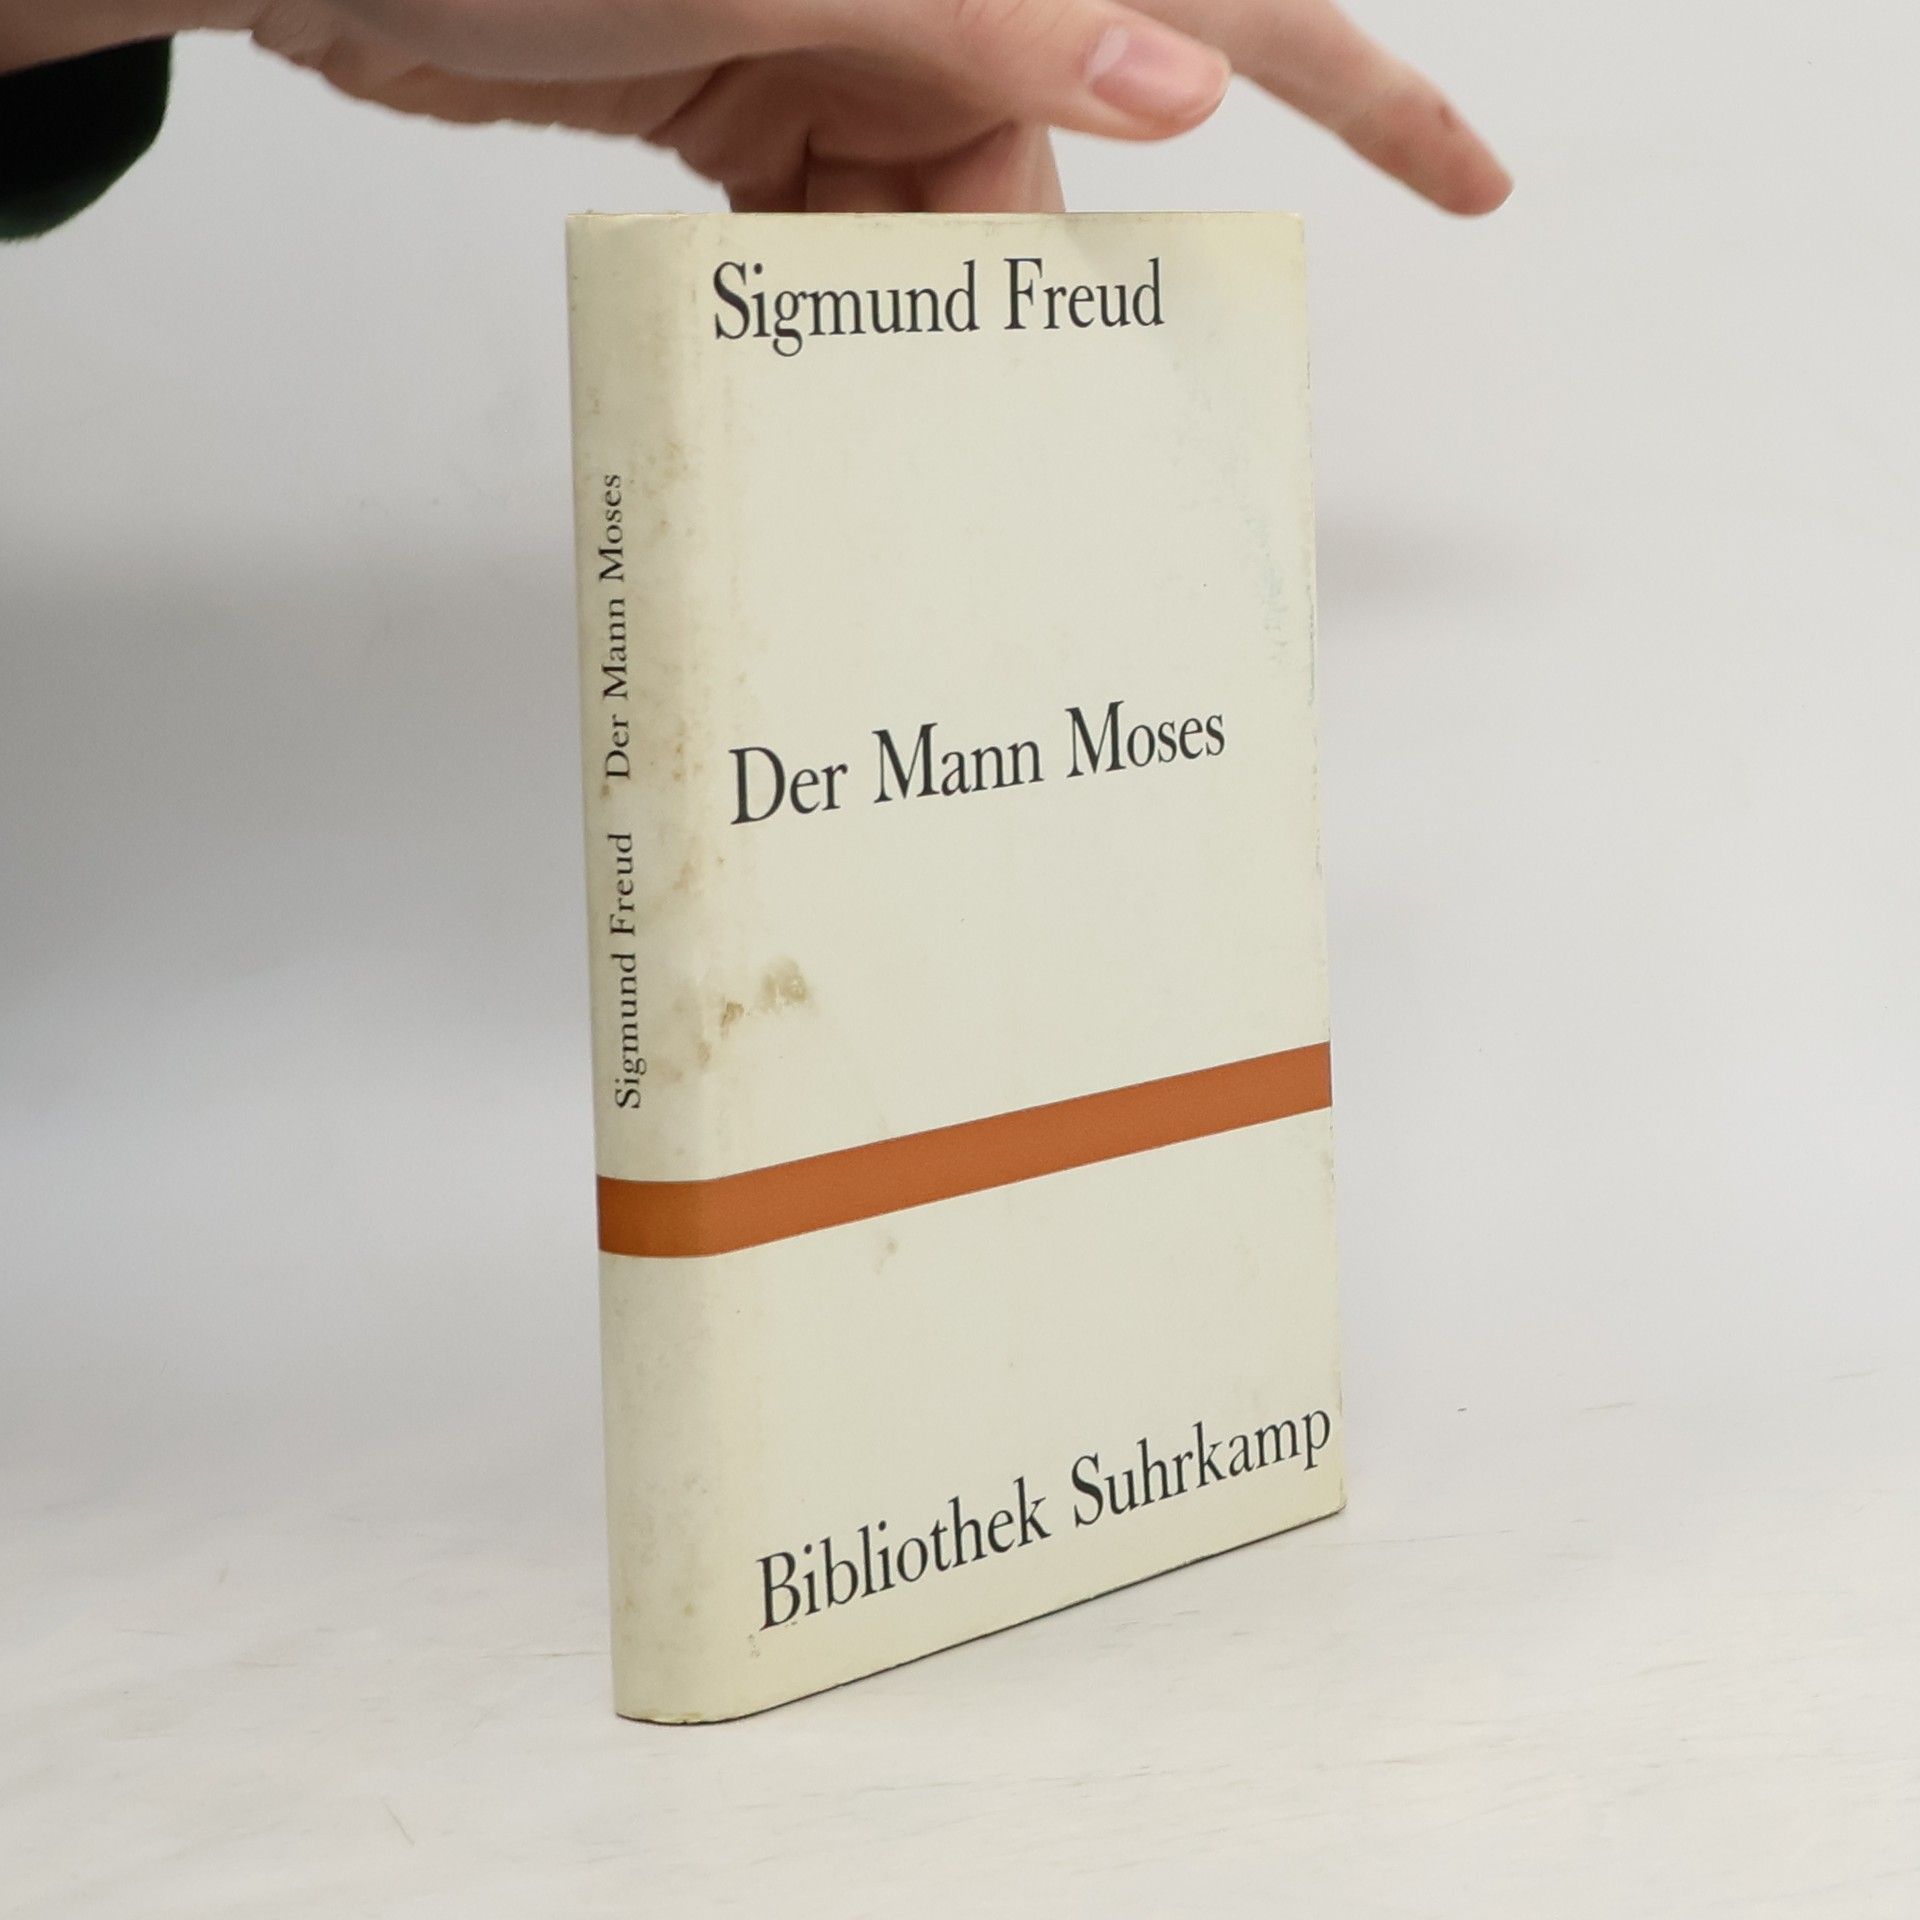 Sigmund Freud
Der Mann Moses
Bibliothek Suhrkamp
Sigmund Freud Der Mann Moses